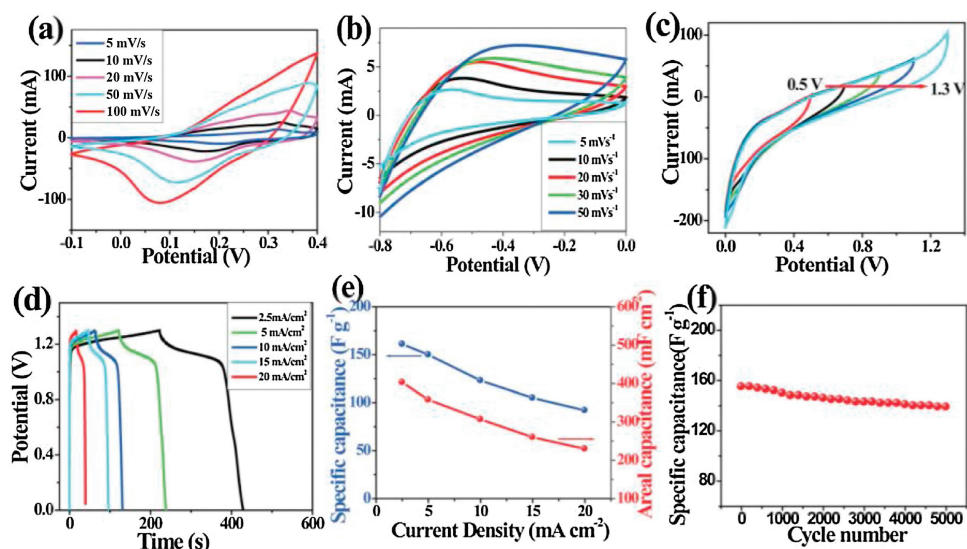 (a)
5 mV/s
10 mV/s
20 mV/s
50 mV/s
100 mV/s
100
0
-100
Current (mA)
-0.1 0.0 0.1 0.2 0.3 0.4
Potential (V)
(b)
5 mVs⁻¹
10 mVs⁻¹
20 mVs⁻¹
30 mVs⁻¹
50 mVs⁻¹
10
5
0
-5
-10
Current (mA)
-0.8 -0.6 -0.4 -0.2 0.0
Potential (V)
(c)
0.5 V
1.3 V
100
0
-100
-200
Current (mA)
0.0 0.4 0.8 1.2
Potential (V)
(d)
2.5mA/cm²
5 mA/cm²
10 mA/cm²
15 mA/cm²
20 mA/cm²
1.8
1.2
0.6
0.0
Potential (V)
0 200 400 600
Time (s)
(e)
200
150
100
50
0
Specific capacitance (F g⁻¹)
600
500
400
300
200
100
Areal capacitance (mF cm⁻²)
5 10 15 20
Current Density (mA cm⁻²)
(f)
200
160
120
80
Specific capacitance(F g⁻¹)
0 1000 2000 3000 4000 5000
Cycle number